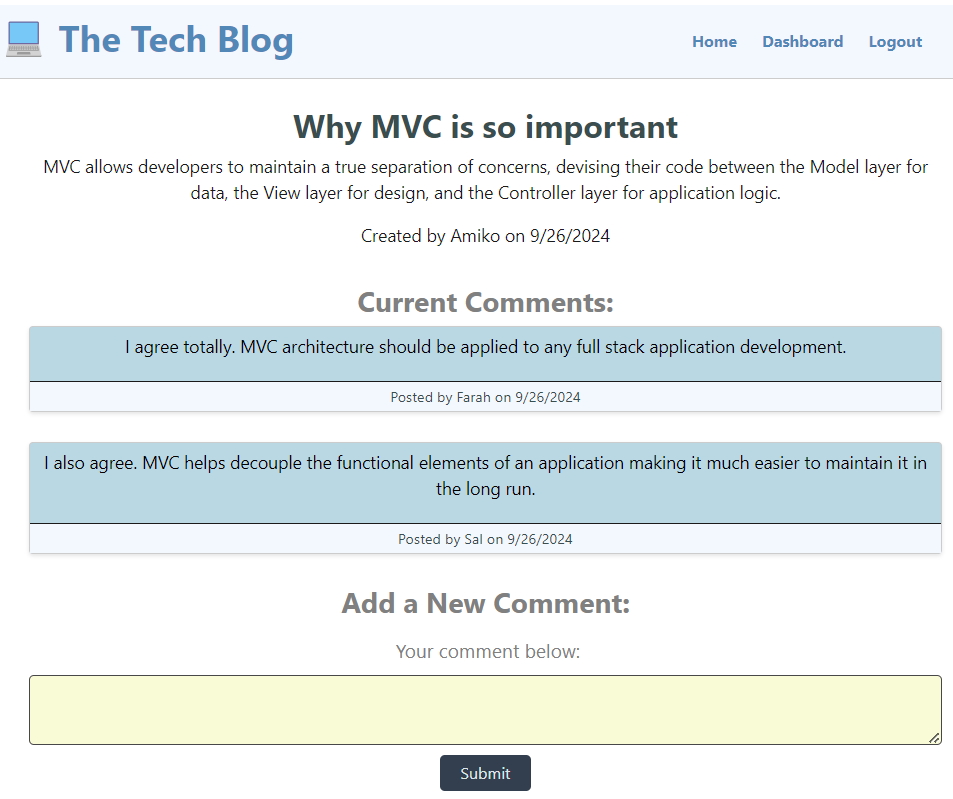 The Tech Blog
Home Dashboard Logout
Why MVC is so important
MVC allows developers to maintain a true separation of concerns, devising their code between the Model layer for
data, the View layer for design, and the Controller layer for application logic.
Created by Amiko on 9/26/2024
Current Comments:
I agree totally. MVC architecture should be applied to any full stack application development.
Posted by Farah on 9/26/2024
I also agree. MVC helps decouple the functional elements of an application making it much easier to maintain it in
the long run.
Posted by Sal on 9/26/2024
Add a New Comment:
Your comment below:
Submit